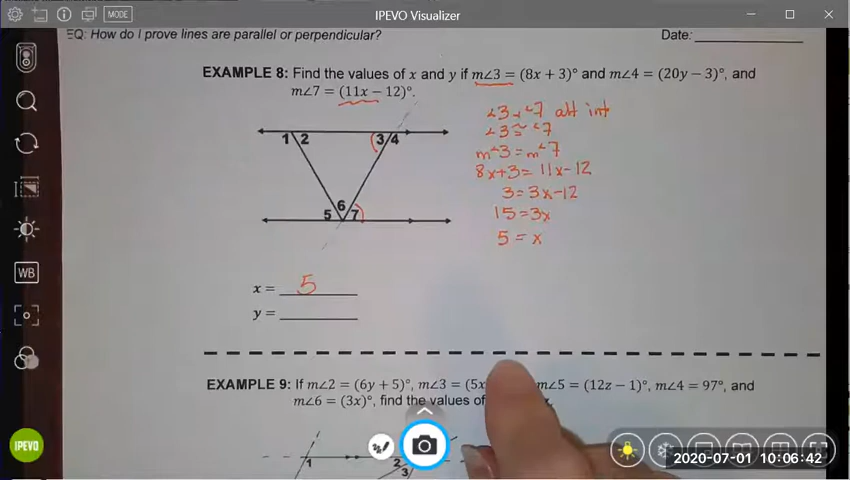 MODE
IPEVO Visualizer
EQ: How do I prove lines are parallel or perpendicular?
Date:
EXAMPLE 8: Find the values of x and y if m∠3 = (8x + 3)° and m∠4 = (20y − 3)°, and
m∠7 = (11x − 12)°.
∠3 & ∠7 alt int
∠3 ≅ ∠7
m∠3 = m∠7
8x+3 = 11x-12
3 = 3x-12
15 = 3x
5 = x
1 2 3 4
5 6 7
x = 5
y =
EXAMPLE 9: If m∠2 = (6y + 5)°, m∠3 = (5x m∠5 = (12z − 1)°, m∠4 = 97°, and
m∠6 = (3x)°, find the values of
1 2
3
WB
IPEVO
2020-07-01 10:06:42